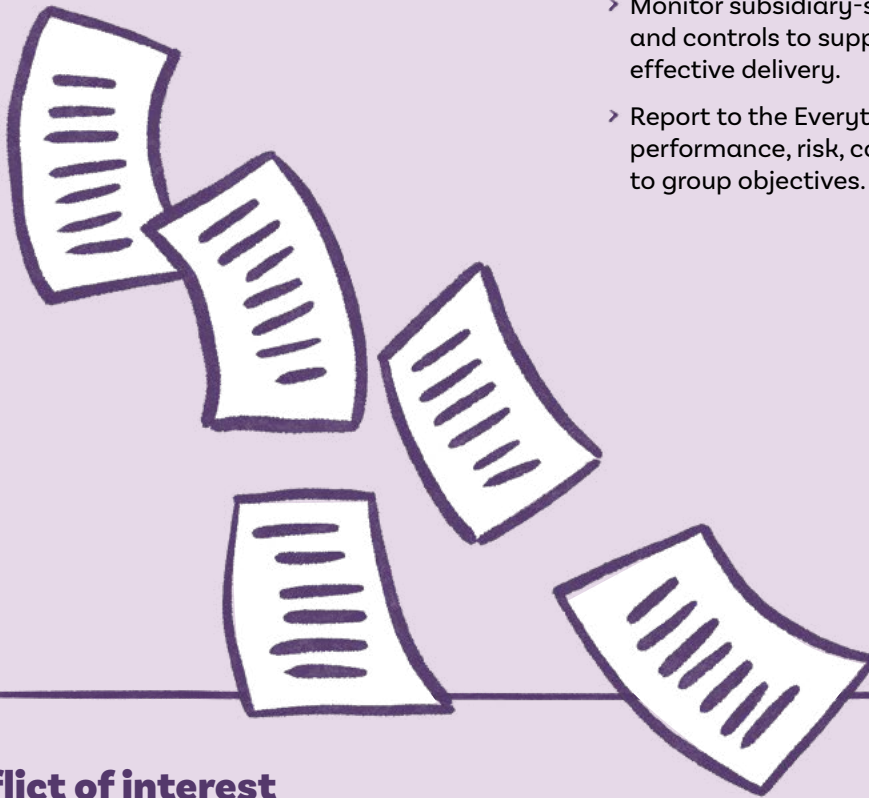 Monitor subsidiary-s
and controls to supp
effective delivery.
Report to the Everyt
performance, risk, co
to group objectives.
flict of interest